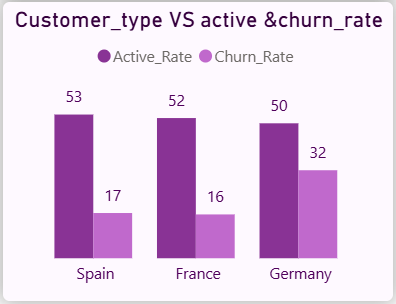 Customer_type VS active &churn_rate
Active_Rate Churn_Rate
53 17 52 16 50 32
Spain France Germany